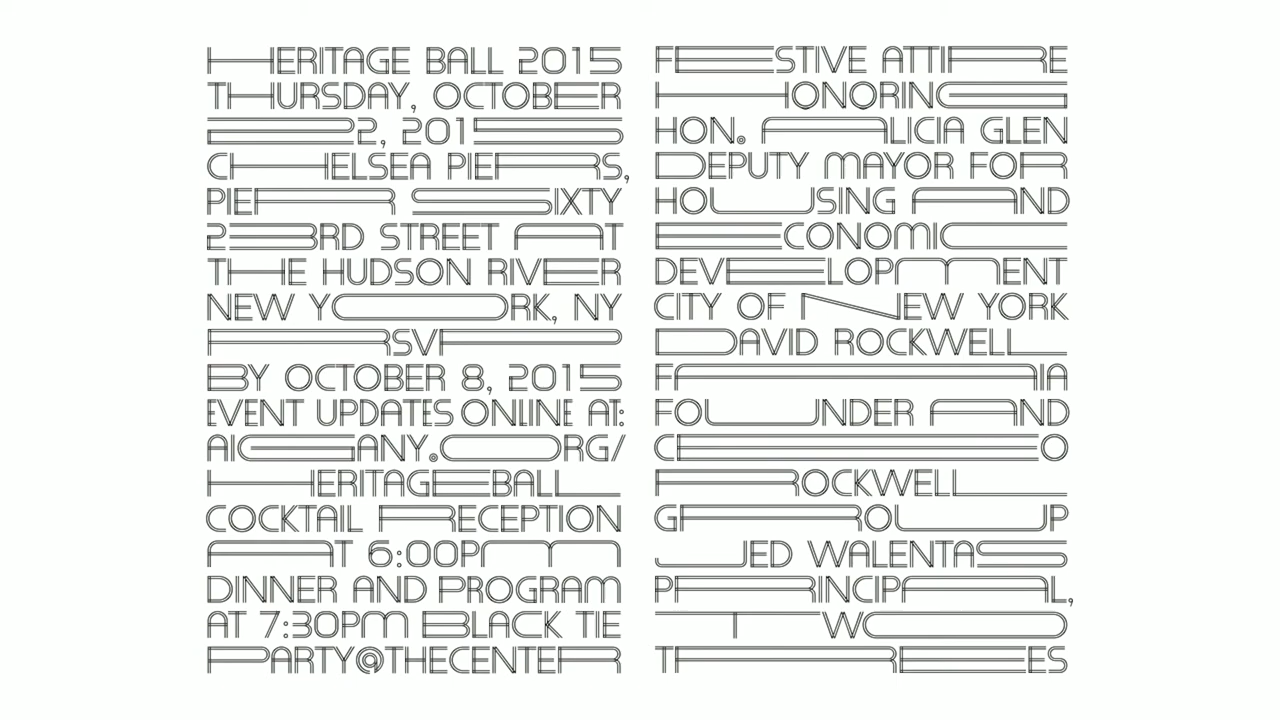 HERITAGE BALL 2015
THURSDAY, OCTOBER
22, 2015
CHELSEA PIERS,
PIER SIXTY
23RD STREET AT
THE HUDSON RIVER
NEW YORK, NY
RSVP
BY OCTOBER 8, 2015
EVENT UPDATES ONLINE AT:
AIGANY.ORG/
HERITAGEBALL
COCKTAIL RECEPTION
AT 6:00PM
DINNER AND PROGRAM
AT 7:30PM BLACK TIE
PARTY@THECENTER
FESTIVE ATTIRE
HONORING
HON. ALICIA GLEN
DEPUTY MAYOR FOR
HOUSING AND
ECONOMIC
DEVELOPMENT
CITY OF NEW YORK
DAVID ROCKWELL
FAIA
FOUNDER AND
CEO
ROCKWELL
GROUP
JED WALENTAS
PRINCIPAL,
TWO
TREES